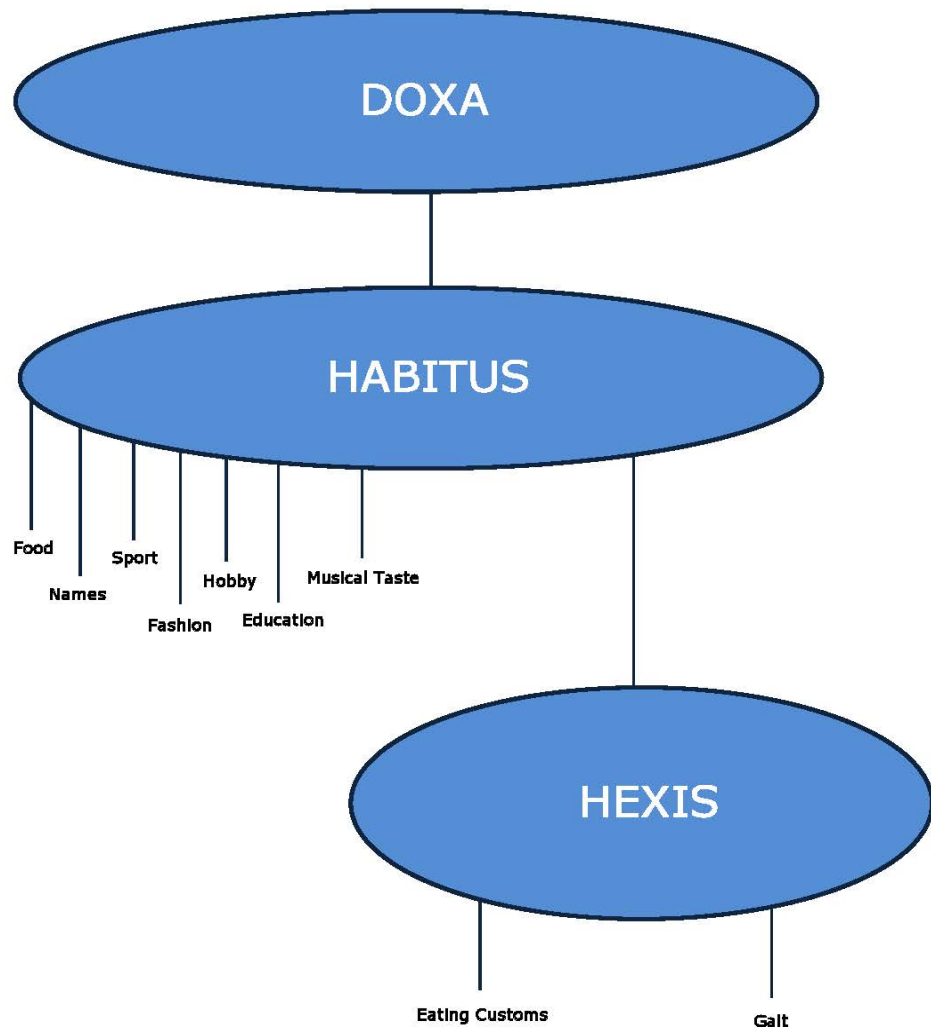 DOXA
HABITUS
Food
Names
Sport
Fashion
Hobby
Education
Musical Taste
HEXIS
Eating Customs
Gait